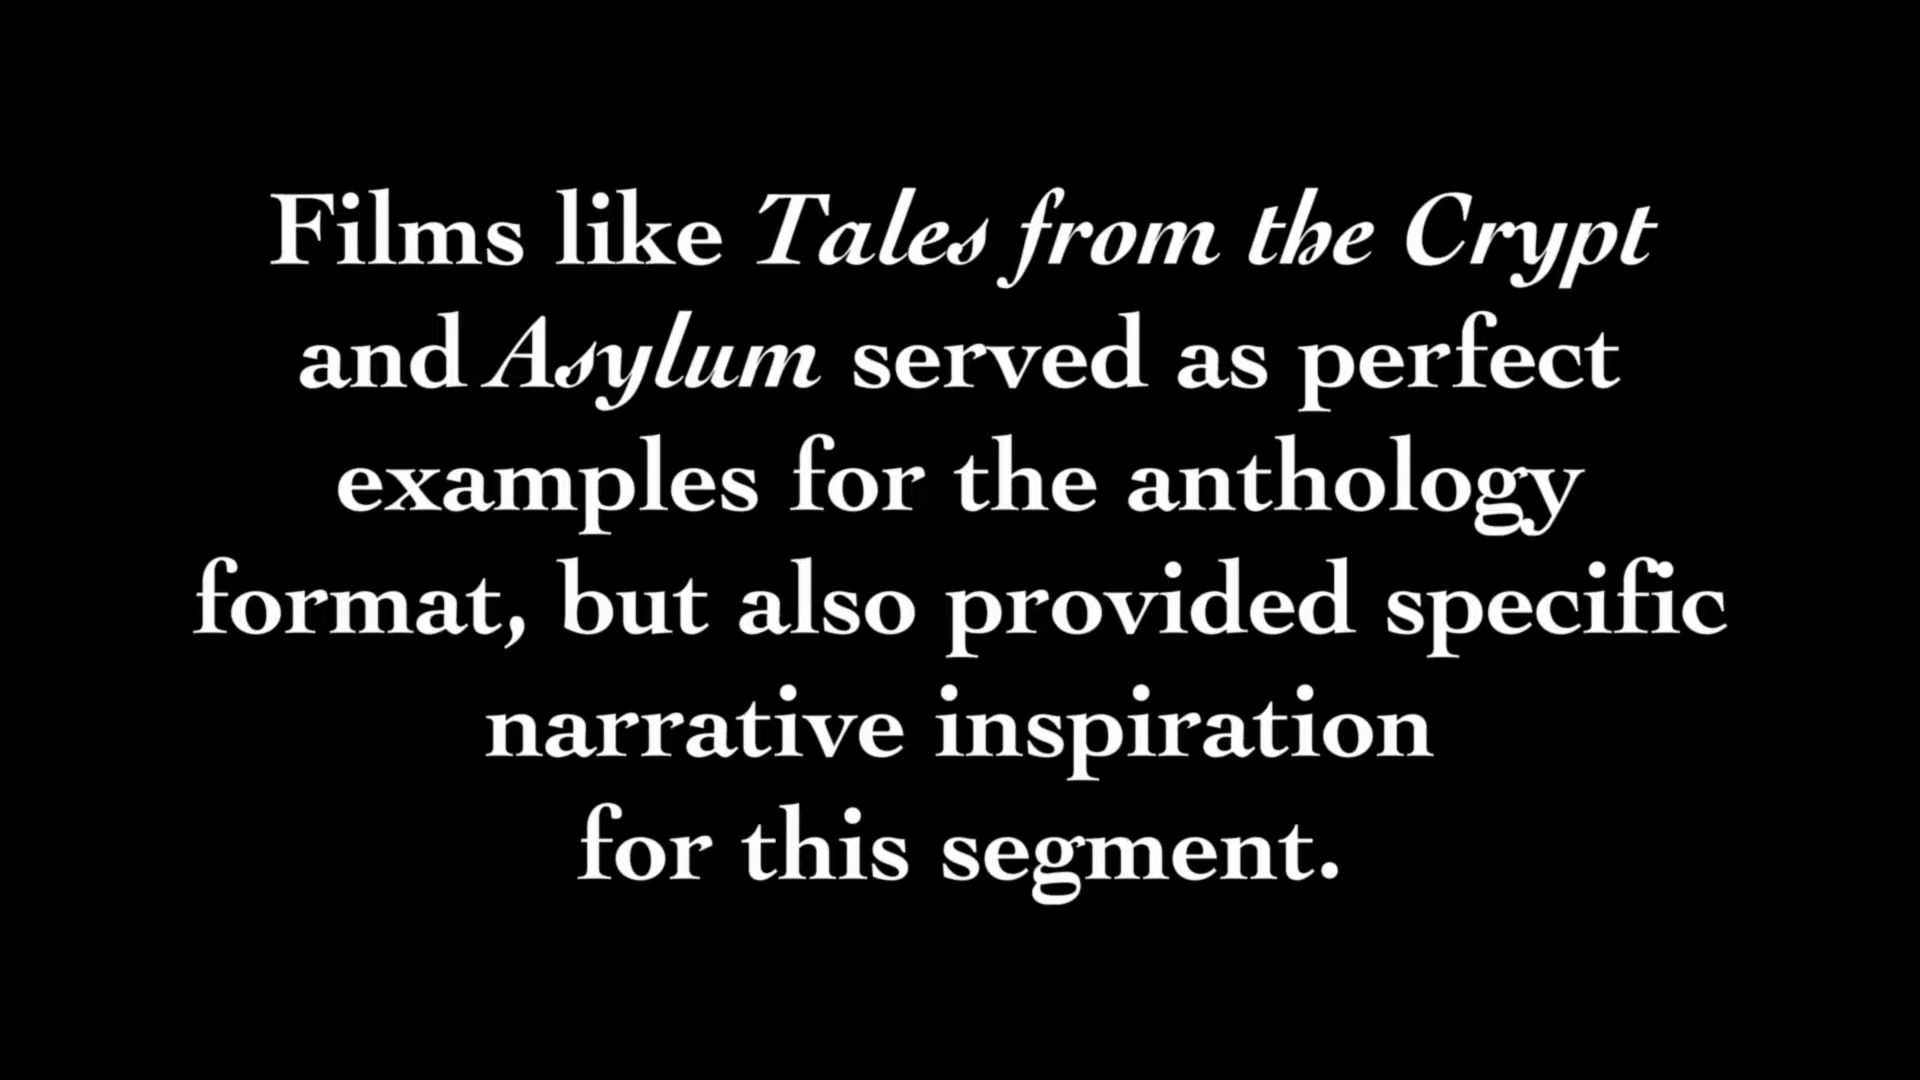 Films like Tales from the Crypt
and Asylum served as perfect
examples for the anthology
format, but also provided specific
narrative inspiration
for this segment.